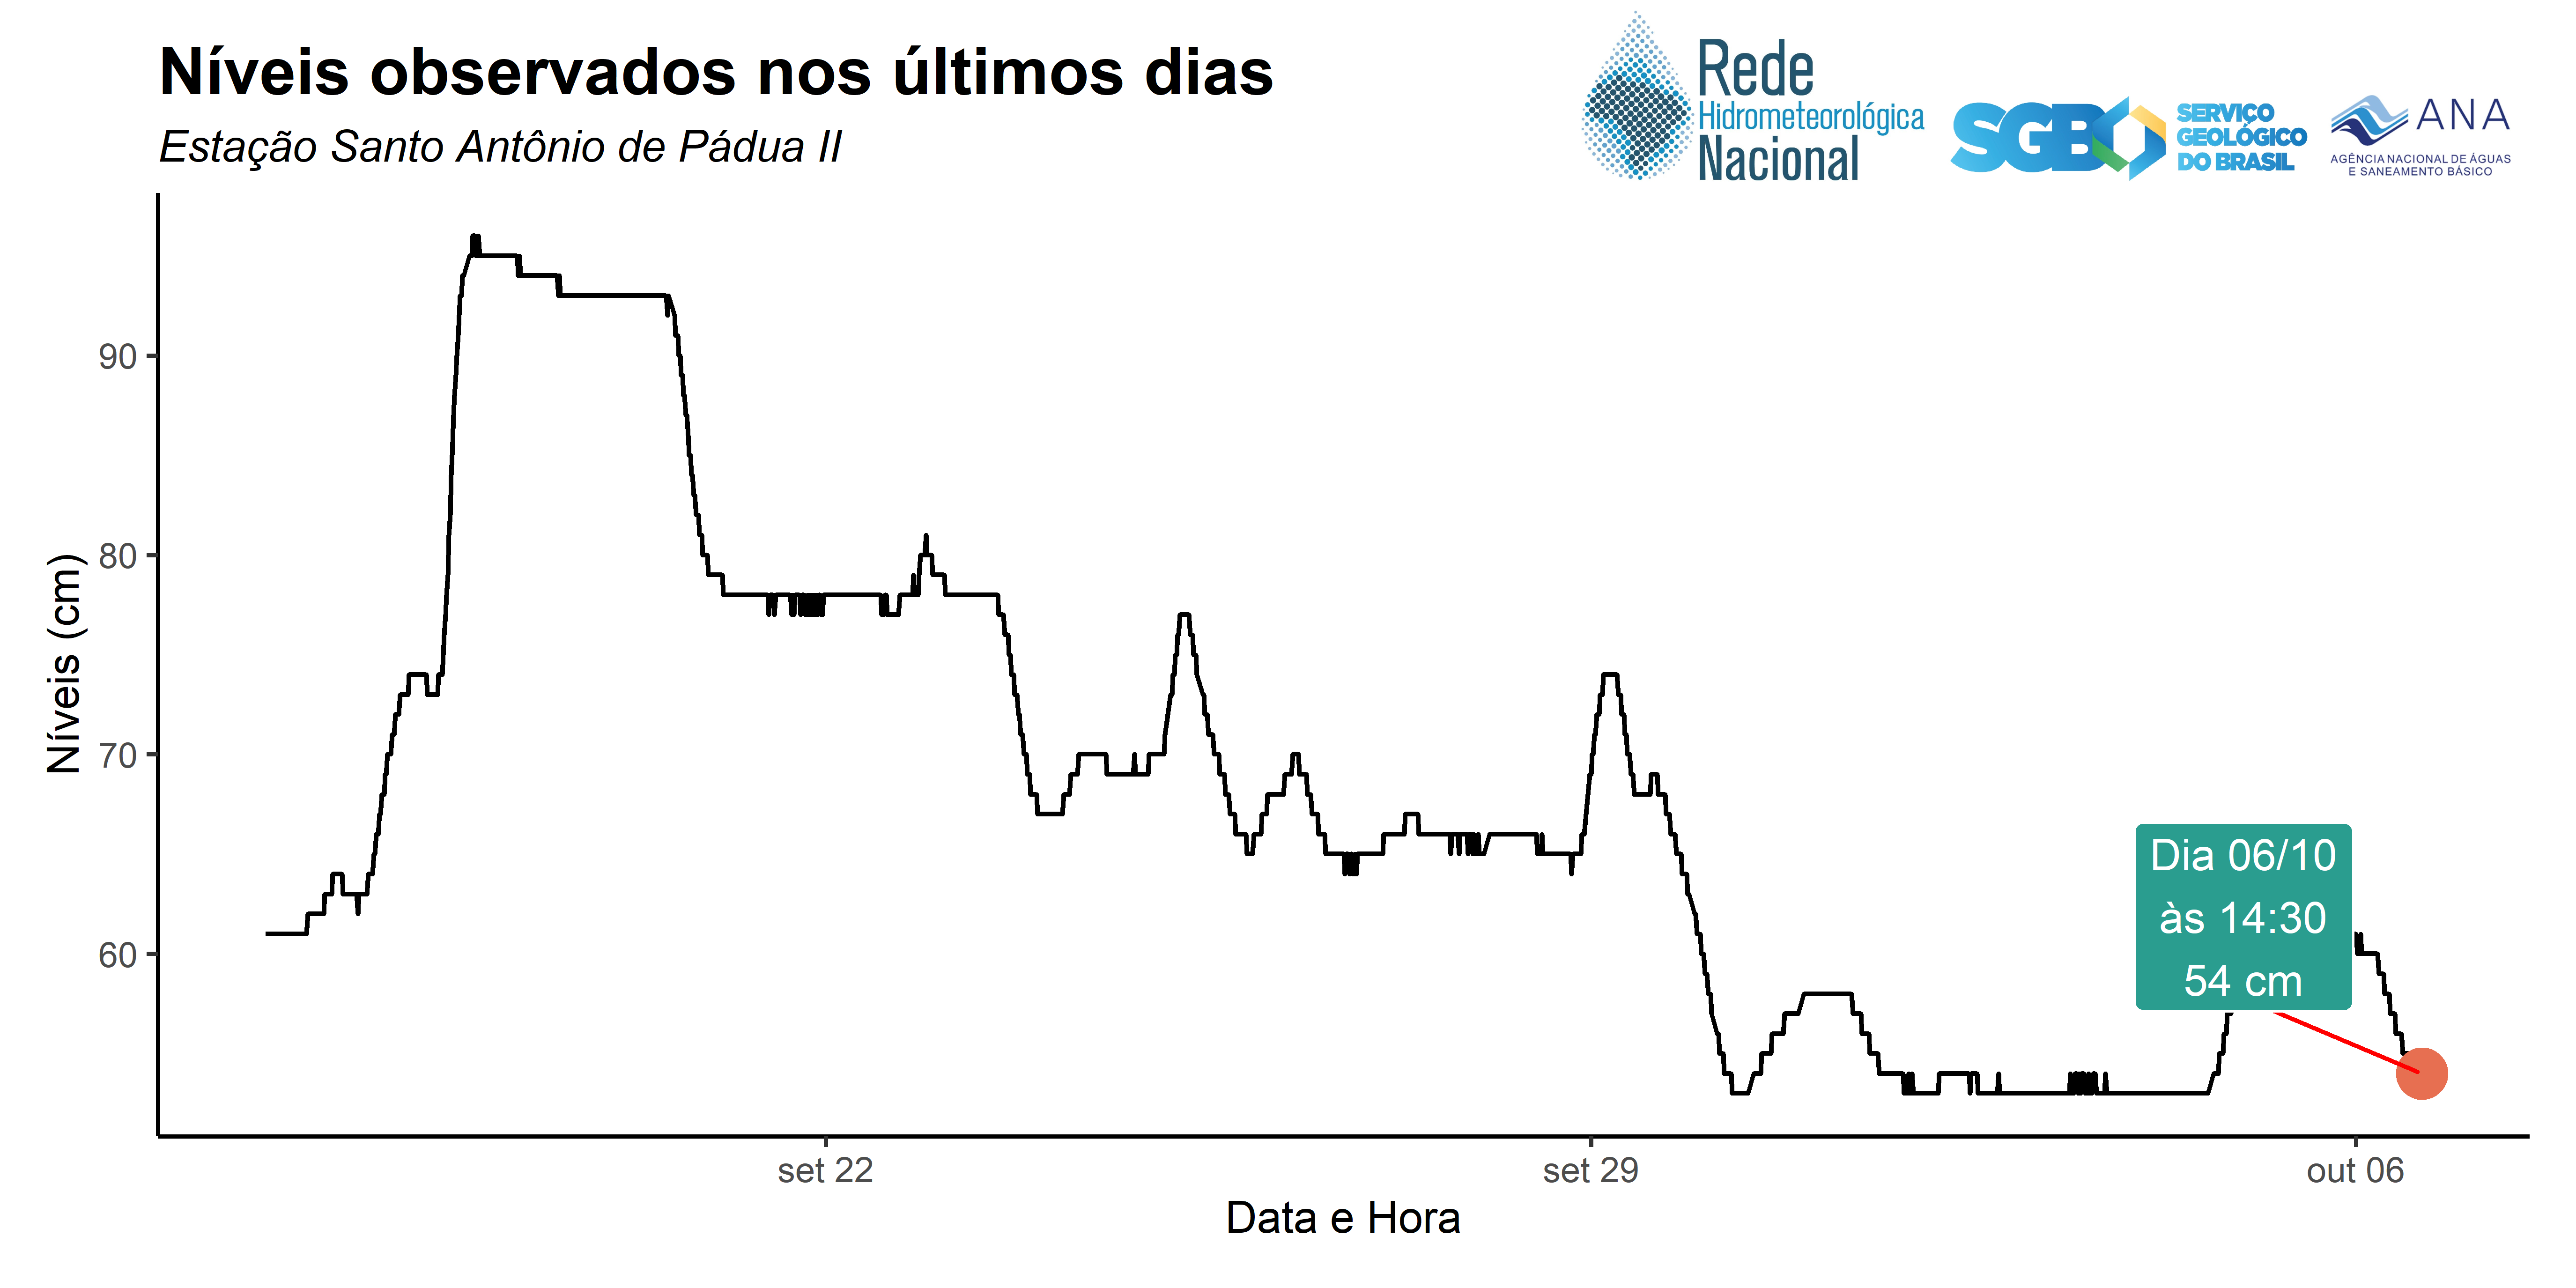 Níveis observados nos últimos dias
Estação Santo Antônio de Pádua II
Rede
Hidrometeorológica
Nacional
SGB
SERVIÇO
GEOLÓGICO
DO BRASIL
ANA
AGÊNCIA NACIONAL DE ÁGUAS
E SANEAMENTO BÁSICO
Níveis (cm)
90
80
70
60
Dia 06/10
às 14:30
54 cm
set 22
set 29
out 06
Data e Hora